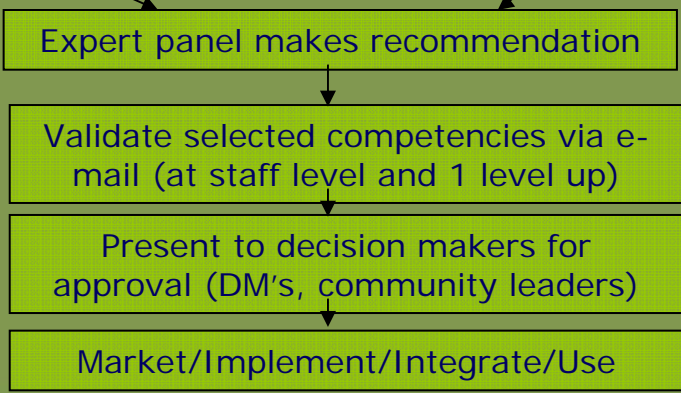 Expert panel makes recommendation
Validate selected competencies via e-
mail (at staff level and 1 level up)
Present to decision makers for
approval (DM's, community leaders)
Market/Implement/Integrate/Use